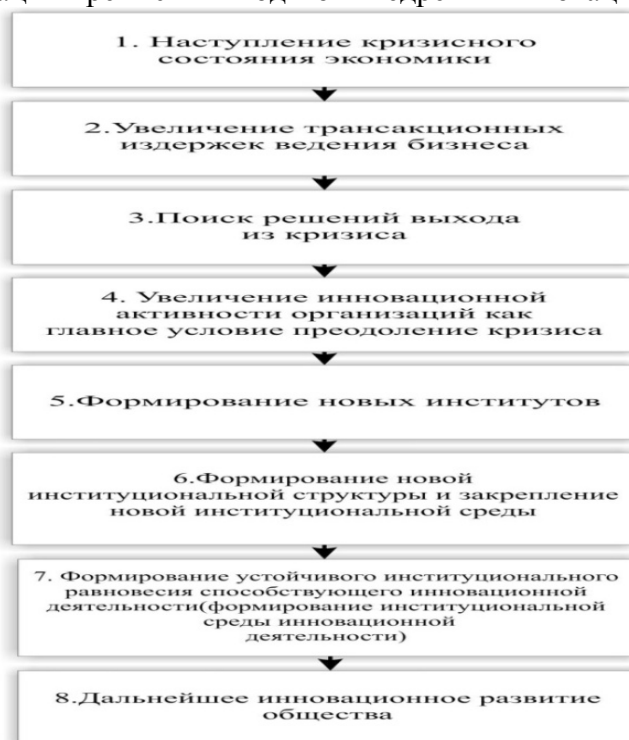 1. Наступление кризисного
состояния экономики
2.Увеличение трансакционных
издержек ведения бизнеса
3.Поиск решений выхода
из кризиса
4. Увеличение инновационной
активности организаций как
главное условие преодоление кризиса
5.Формирование новых институтов
6.Формирование новой
институциональной структуры и закрепление
новой институциональной среды
7. Формирование устойчивого институционального
равновесия способствующего инновационной
деятельности(формирование институциональной
среды инновационной
деятельности)
8.Дальнейшее инновационное развитие
общества